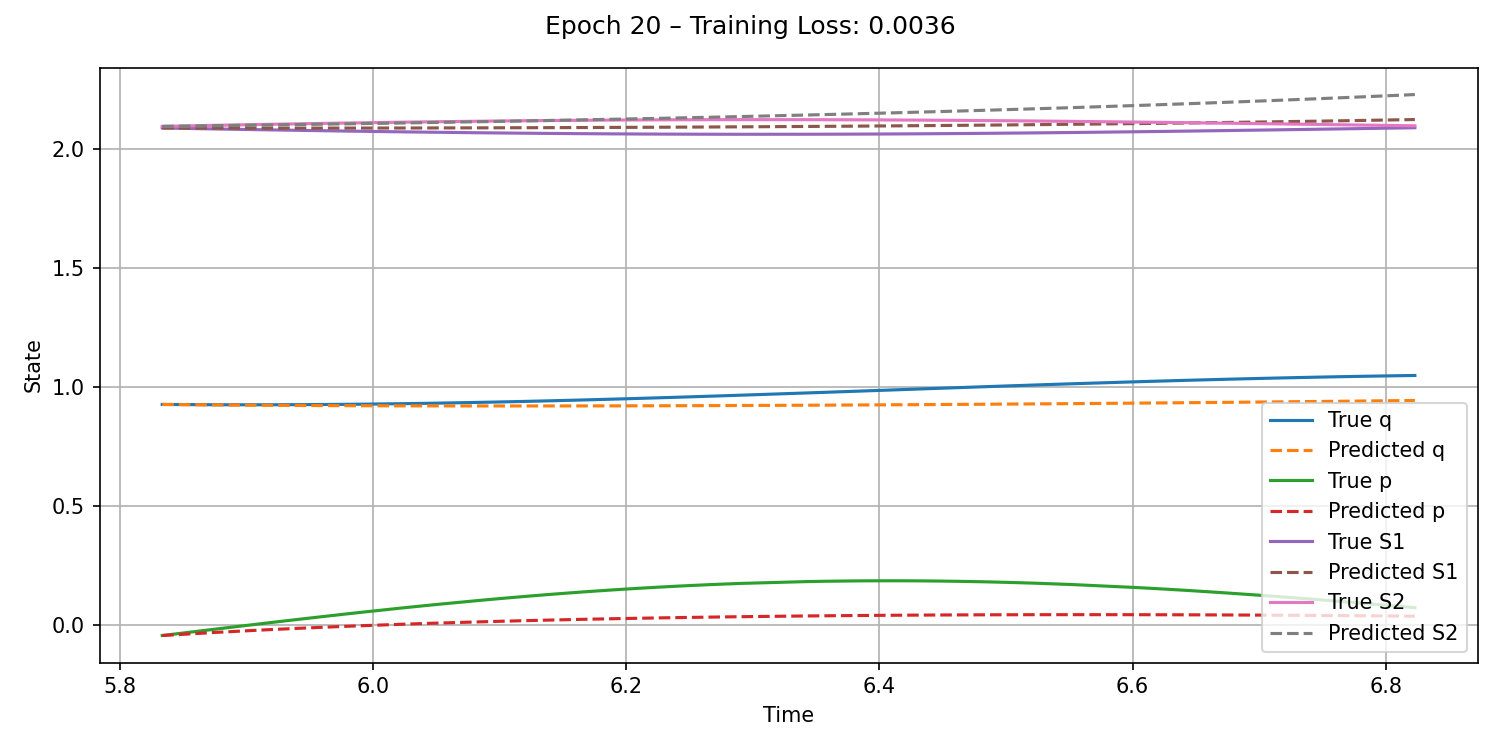 Epoch 20 – Training Loss: 0.0036
State
2.0
1.5
1.0
0.5
0.0
True q
Predicted q
True p
Predicted p
True S1
Predicted S1
True S2
Predicted S2
5.8
6.0
6.2
6.4
6.6
6.8
Time